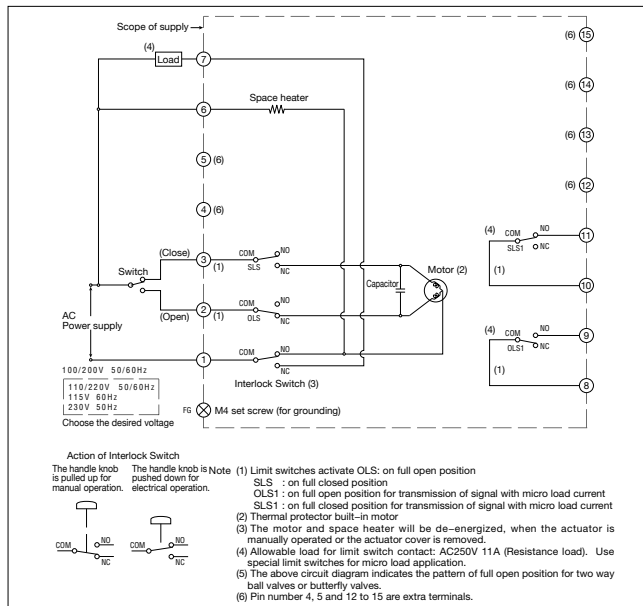 Scope of supply
(4)
Load
7
(6) 15
Space heater
6
(6) 14
5 (6)
(6) 13
4 (6)
(6) 12
(Close)
3
(1)
COM
SLS
NO
NC
Switch
Capacitor
Motor (2)
2
(Open)
(1)
COM
OLS
NO
NC
AC
Power supply
1
COM
NO
NC
Interlock Switch (3)
(4)
COM
SLS1
NO
NC
11
(1)
10
(4)
COM
OLS1
NO
NC
9
(1)
8
100/200V 50/60Hz
110/220V 50/60Hz
115V 60Hz
230V 50Hz
Choose the desired voltage
FG M4 set screw (for grounding)
Action of Interlock Switch
The handle knob
is pulled up for
manual operation.
The handle knob is
pushed down for
electrical operation.
COM
NO
NC
COM
NO
NC
Note (1) Limit switches activate OLS: on full open position
SLS : on full closed position
OLS1 : on full open position for transmission of signal with micro load current
SLS1 : on full closed position for transmission of signal with micro load current
(2) Thermal protector built–in motor
(3) The motor and space heater will be de–energized, when the actuator is
manually operated or the actuator cover is removed.
(4) Allowable load for limit switch contact: AC250V 11A (Resistance load). Use
special limit switches for micro load application.
(5) The above circuit diagram indicates the pattern of full open position for two way
ball valves or butterfly valves.
(6) Pin number 4, 5 and 12 to 15 are extra terminals.